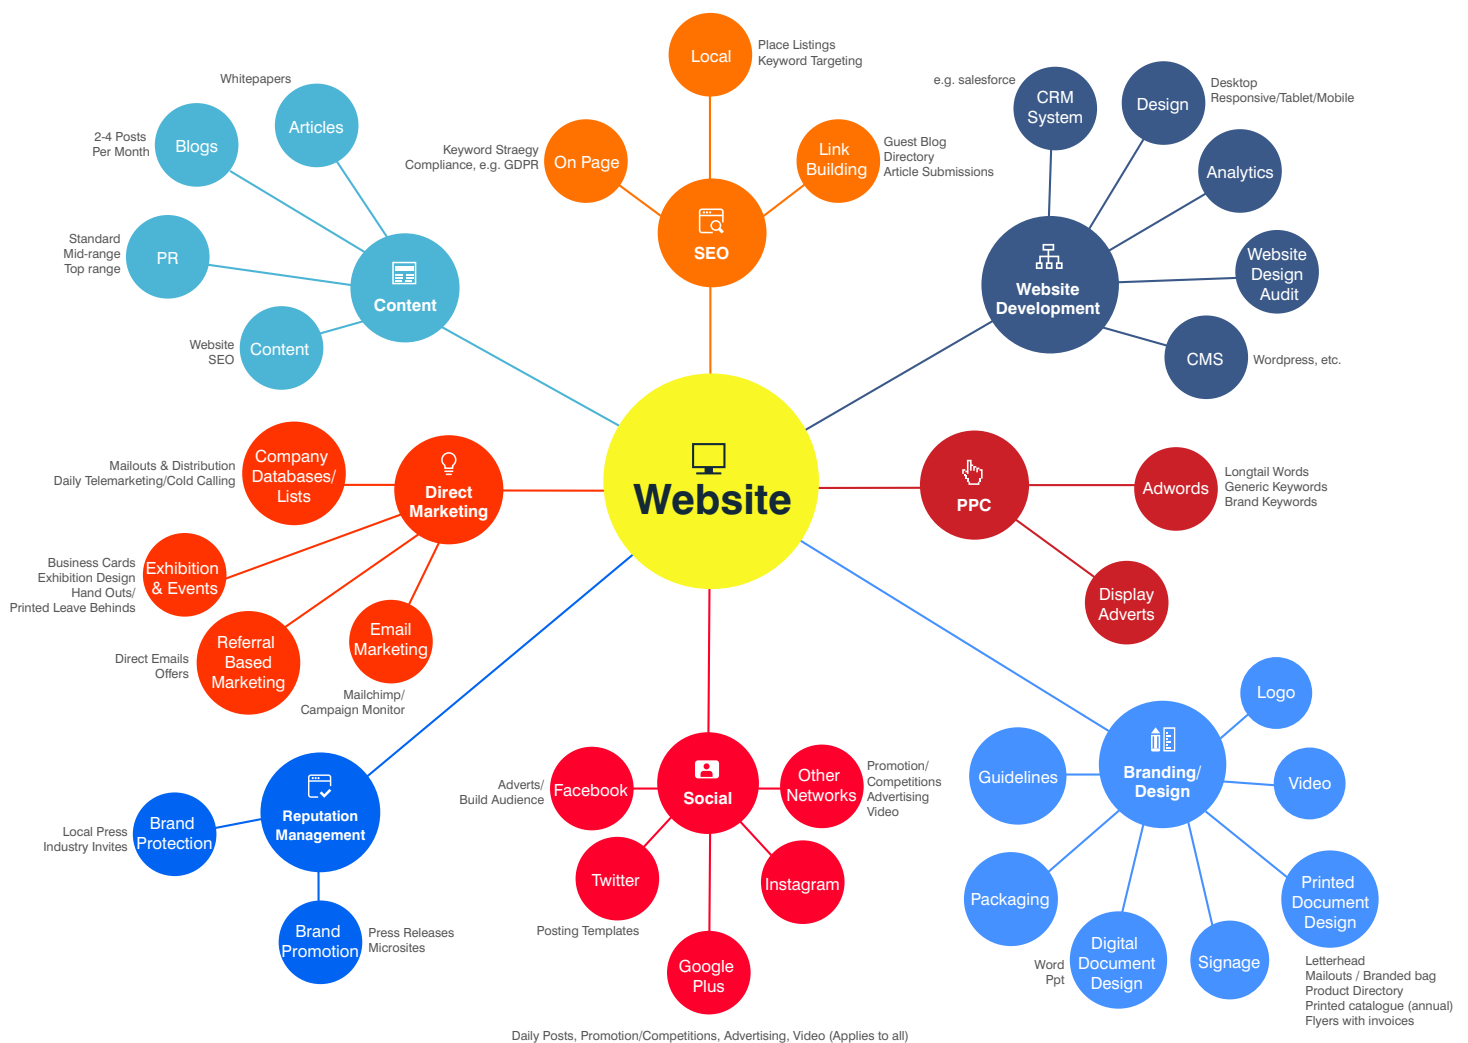 Local
Place Listings
Keyword Targeting
On Page
Keyword Straegy
Compliance, e.g. GDPR
Link
Building
Guest Blog
Directory
Article Submissions
SEO
Whitepapers
Articles
2-4 Posts
Per Month
Blogs
Standard
Mid-range
Top range
PR
Website
SEO
Content
Content
e.g. salesforce
CRM
System
Design
Desktop
Responsive/Tablet/Mobile
Analytics
Website
Design
Audit
CMS
Wordpress, etc.
Website
Development
Website
Company
Databases/
Lists
Mailouts & Distribution
Daily Telemarketing/Cold Calling
Direct
Marketing
Exhibition
& Events
Business Cards
Exhibition Design
Hand Outs/
Printed Leave Behinds
Referral
Based
Marketing
Direct Emails
Offers
Email
Marketing
Mailchimp/
Campaign Monitor
PPC
Adwords
Longtail Words
Generic Keywords
Brand Keywords
Display
Adverts
Reputation
Management
Brand
Protection
Local Press
Industry Invites
Brand
Promotion
Press Releases
Microsites
Social
Adverts/
Build Audience
Facebook
Other
Networks
Promotion/
Competitions
Advertising
Video
Twitter
Posting Templates
Instagram
Google
Plus
Daily Posts, Promotion/Competitions, Advertising, Video (Applies to all)
Branding/
Design
Logo
Video
Guidelines
Packaging
Digital
Document
Design
Word
Ppt
Signage
Printed
Document
Design
Letterhead
Mailouts / Branded bag
Product Directory
Printed catalogue (annual)
Flyers with invoices